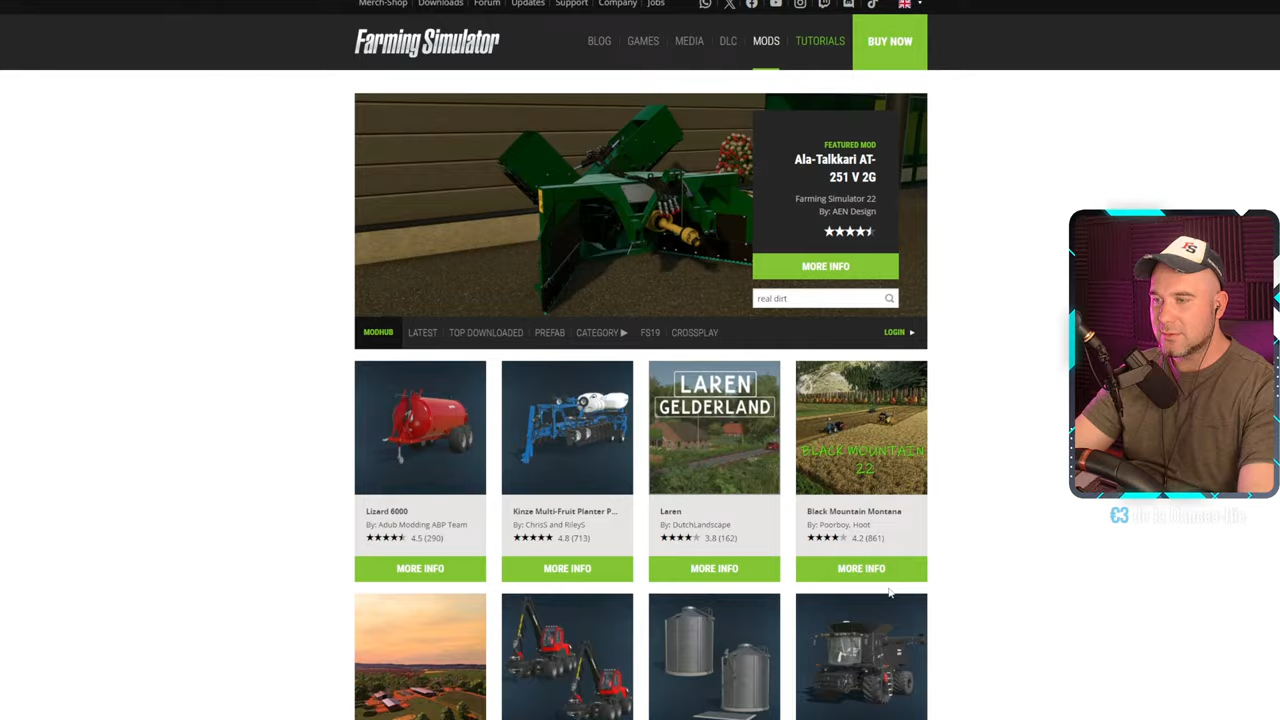 Merch-Shop Downloads Forum Updates Support Company Jobs
Farming Simulator
BLOG GAMES MEDIA DLC MODS TUTORIALS BUY NOW
FEATURED MOD
Ala-Talkkari AT-
251 V 2G
Farming Simulator 22
By: AEN Design
MORE INFO
real dirt
MODHUB LATEST TOP DOWNLOADED PREFAB CATEGORY ▶ FS19 CROSSPLAY LOGIN ▶
LAREN
GELDERLAND
BLACK MOUNTAIN
22
Lizard 6000
By: Adub Modding ABP Team
4.5 (290)
MORE INFO
Kinze Multi-Fruit Planter P...
By: ChrisS and RileyS
4.8 (713)
MORE INFO
Laren
By: DutchLandscape
3.8 (162)
MORE INFO
Black Mountain Montana
By: Poorboy, Hoot
4.2 (861)
MORE INFO
FS